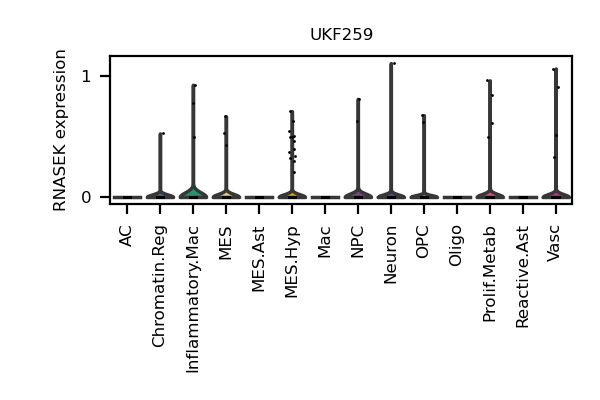 UKF259
RNASEK expression
1
0
AC
Chromatin.Reg
Inflammatory.Mac
MES
MES.Ast
MES.Hyp
Mac
NPC
Neuron
OPC
Oligo
Prolif.Metab
Reactive.Ast
Vasc